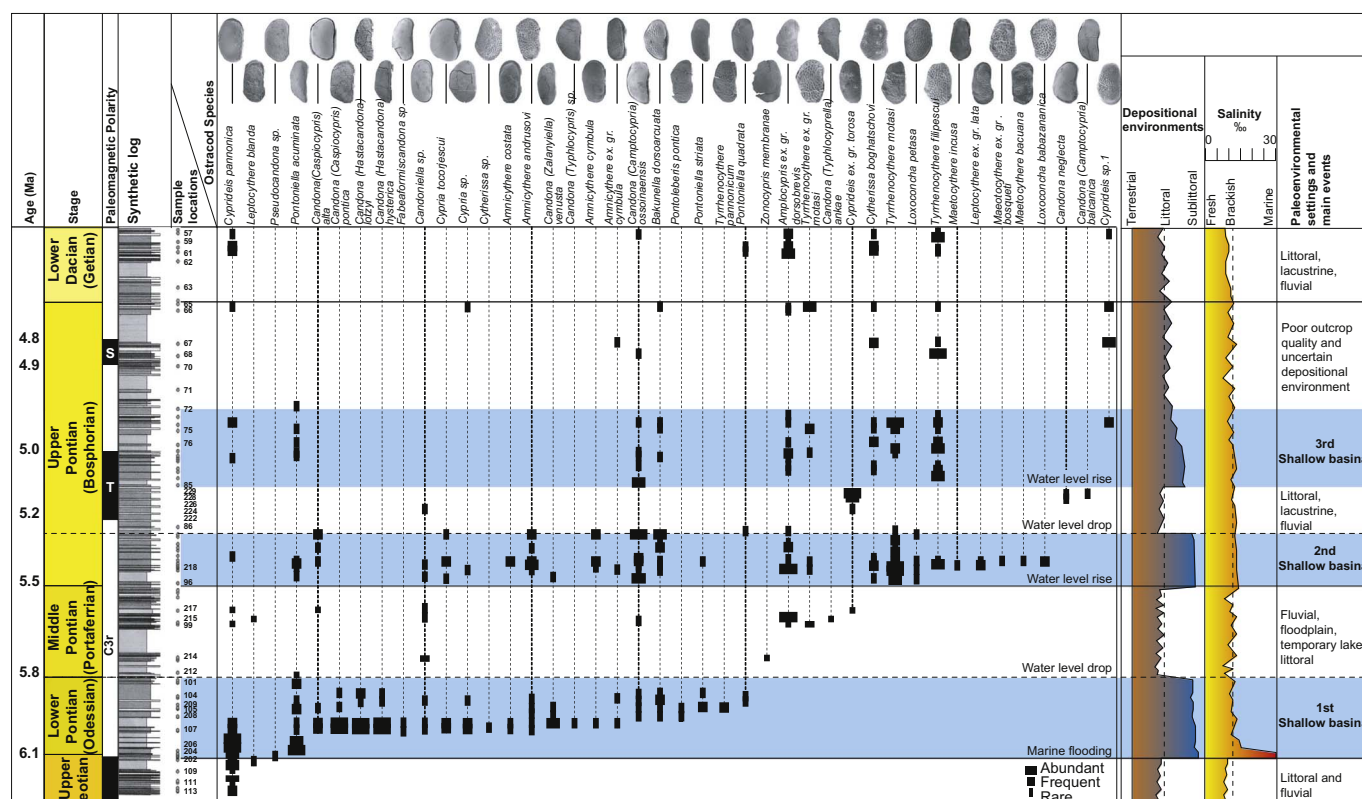 Age (Ma)
Stage
Paleomagnetic Polarity
Synthetic log
Sample
locations
Ostracod Species
Cyprideis pannonica
Leptocythere blanda
Pseudocandona sp.
Pontoniella acuminata
Candona(Caspiocypris)
alta
Candona (Caspiocypris)
pontica
Candona (Hastacandona)
lotzyi
Candona (Hastacandona)
hysterica
Fabaeformiscandona sp.
Candoniella sp.
Cypria tocorjescui
Cypria sp.
Cytherissa sp.
Amnicythere costata
Amnicythere andrusovi
Candona (Zalanyiella)
venusta
Candona (Typhlocypris) sp.
Amnicythere cymbula
Amnicythere ex. gr.
cymbula
Candona (Camptocypria)
ossoinaensis
Bakunella dorsoarcuata
Pontoleberis pontica
Pontoniella striata
Tyrrhenocythere
pannonicum
Pontoniella quadrata
Zonocypris membranae
Amplocypris ex. gr.
dorsobrevis
Tyrrhenocythere ex. gr.
motasi
Candona (Typhlocyprella)
ankae
Cyprideis ex. gr. torosa
Cytherissa boghatschovi
Tyrrhenocythere motasi
Loxoconcha petasa
Tyrrhenocythere filipescui
Maetocythere incusa
Leptocythere ex. gr. lata
Maeotocythere ex. gr .
bosqueti
Maetocythere bacuana
Loxoconcha babazananica
Candona neglecta
Candona (Camptocypria)
balcanica
Cyprideis sp.1
Depositional
environments
Terrestrial
Littoral
Sublittoral
Salinity
‰
0 30
Fresh
Brackish
Marine
Paleoenvironmental
settings and
main events
Lower
Dacian
(Getian)
57
59
61
62
63
65
66
Littoral,
lacustrine,
fluvial
4.8
4.9
5.0
5.2
5.5
5.8
6.1
Upper
Pontian
(Bosphorian)
S
T
67
68
70
71
72
75
76
85
229
228
226
224
222
86
218
96
Poor outcrop
quality and
uncertain
depositional
environment
3rd
Shallow basin
Water level rise
Littoral,
lacustrine,
fluvial
Water level drop
2nd
Shallow basin
Water level rise
Middle
Pontian
(Portaferrian)
C3r
217
215
99
214
212
Fluvial,
floodplain,
temporary lake
littoral
Water level drop
Lower
Pontian
(Odessian)
101
104
209
105
208
107
206
204
202
1st
Shallow basin
Marine flooding
Upper
109
111
113
Abundant
Frequent
Rare
Littoral and
fluvial